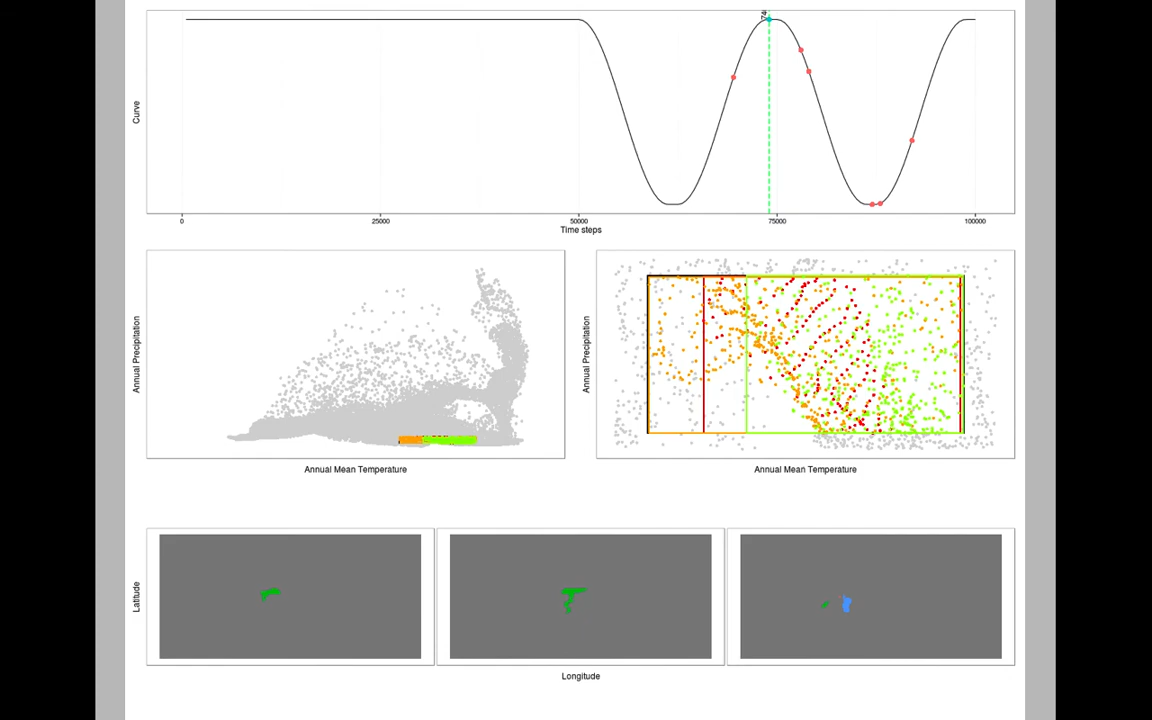 Curve
0 25000 50000 75000 100000
Time steps
Annual Precipitation
Annual Mean Temperature
Annual Precipitation
Annual Mean Temperature
Latitude
Longitude